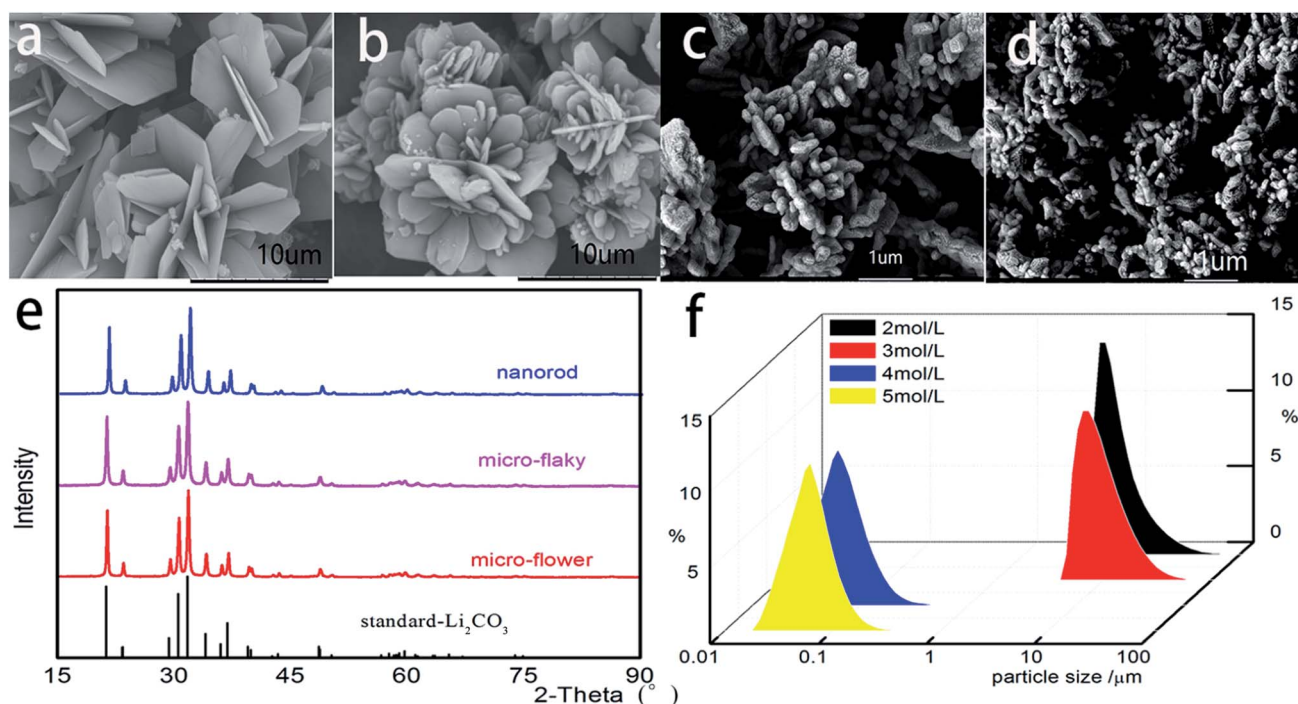 a
b
c
d
10um
10um
1um
1um
e
nanorod
micro-flaky
micro-flower
standard-Li₂CO₃
Intensity
15 30 45 60 75 90
2-Theta (°)
f
2mol/L
3mol/L
4mol/L
5mol/L
15
10
%
5
0
15
10
%
5
0.01 0.1 1 10 100
particle size /μm